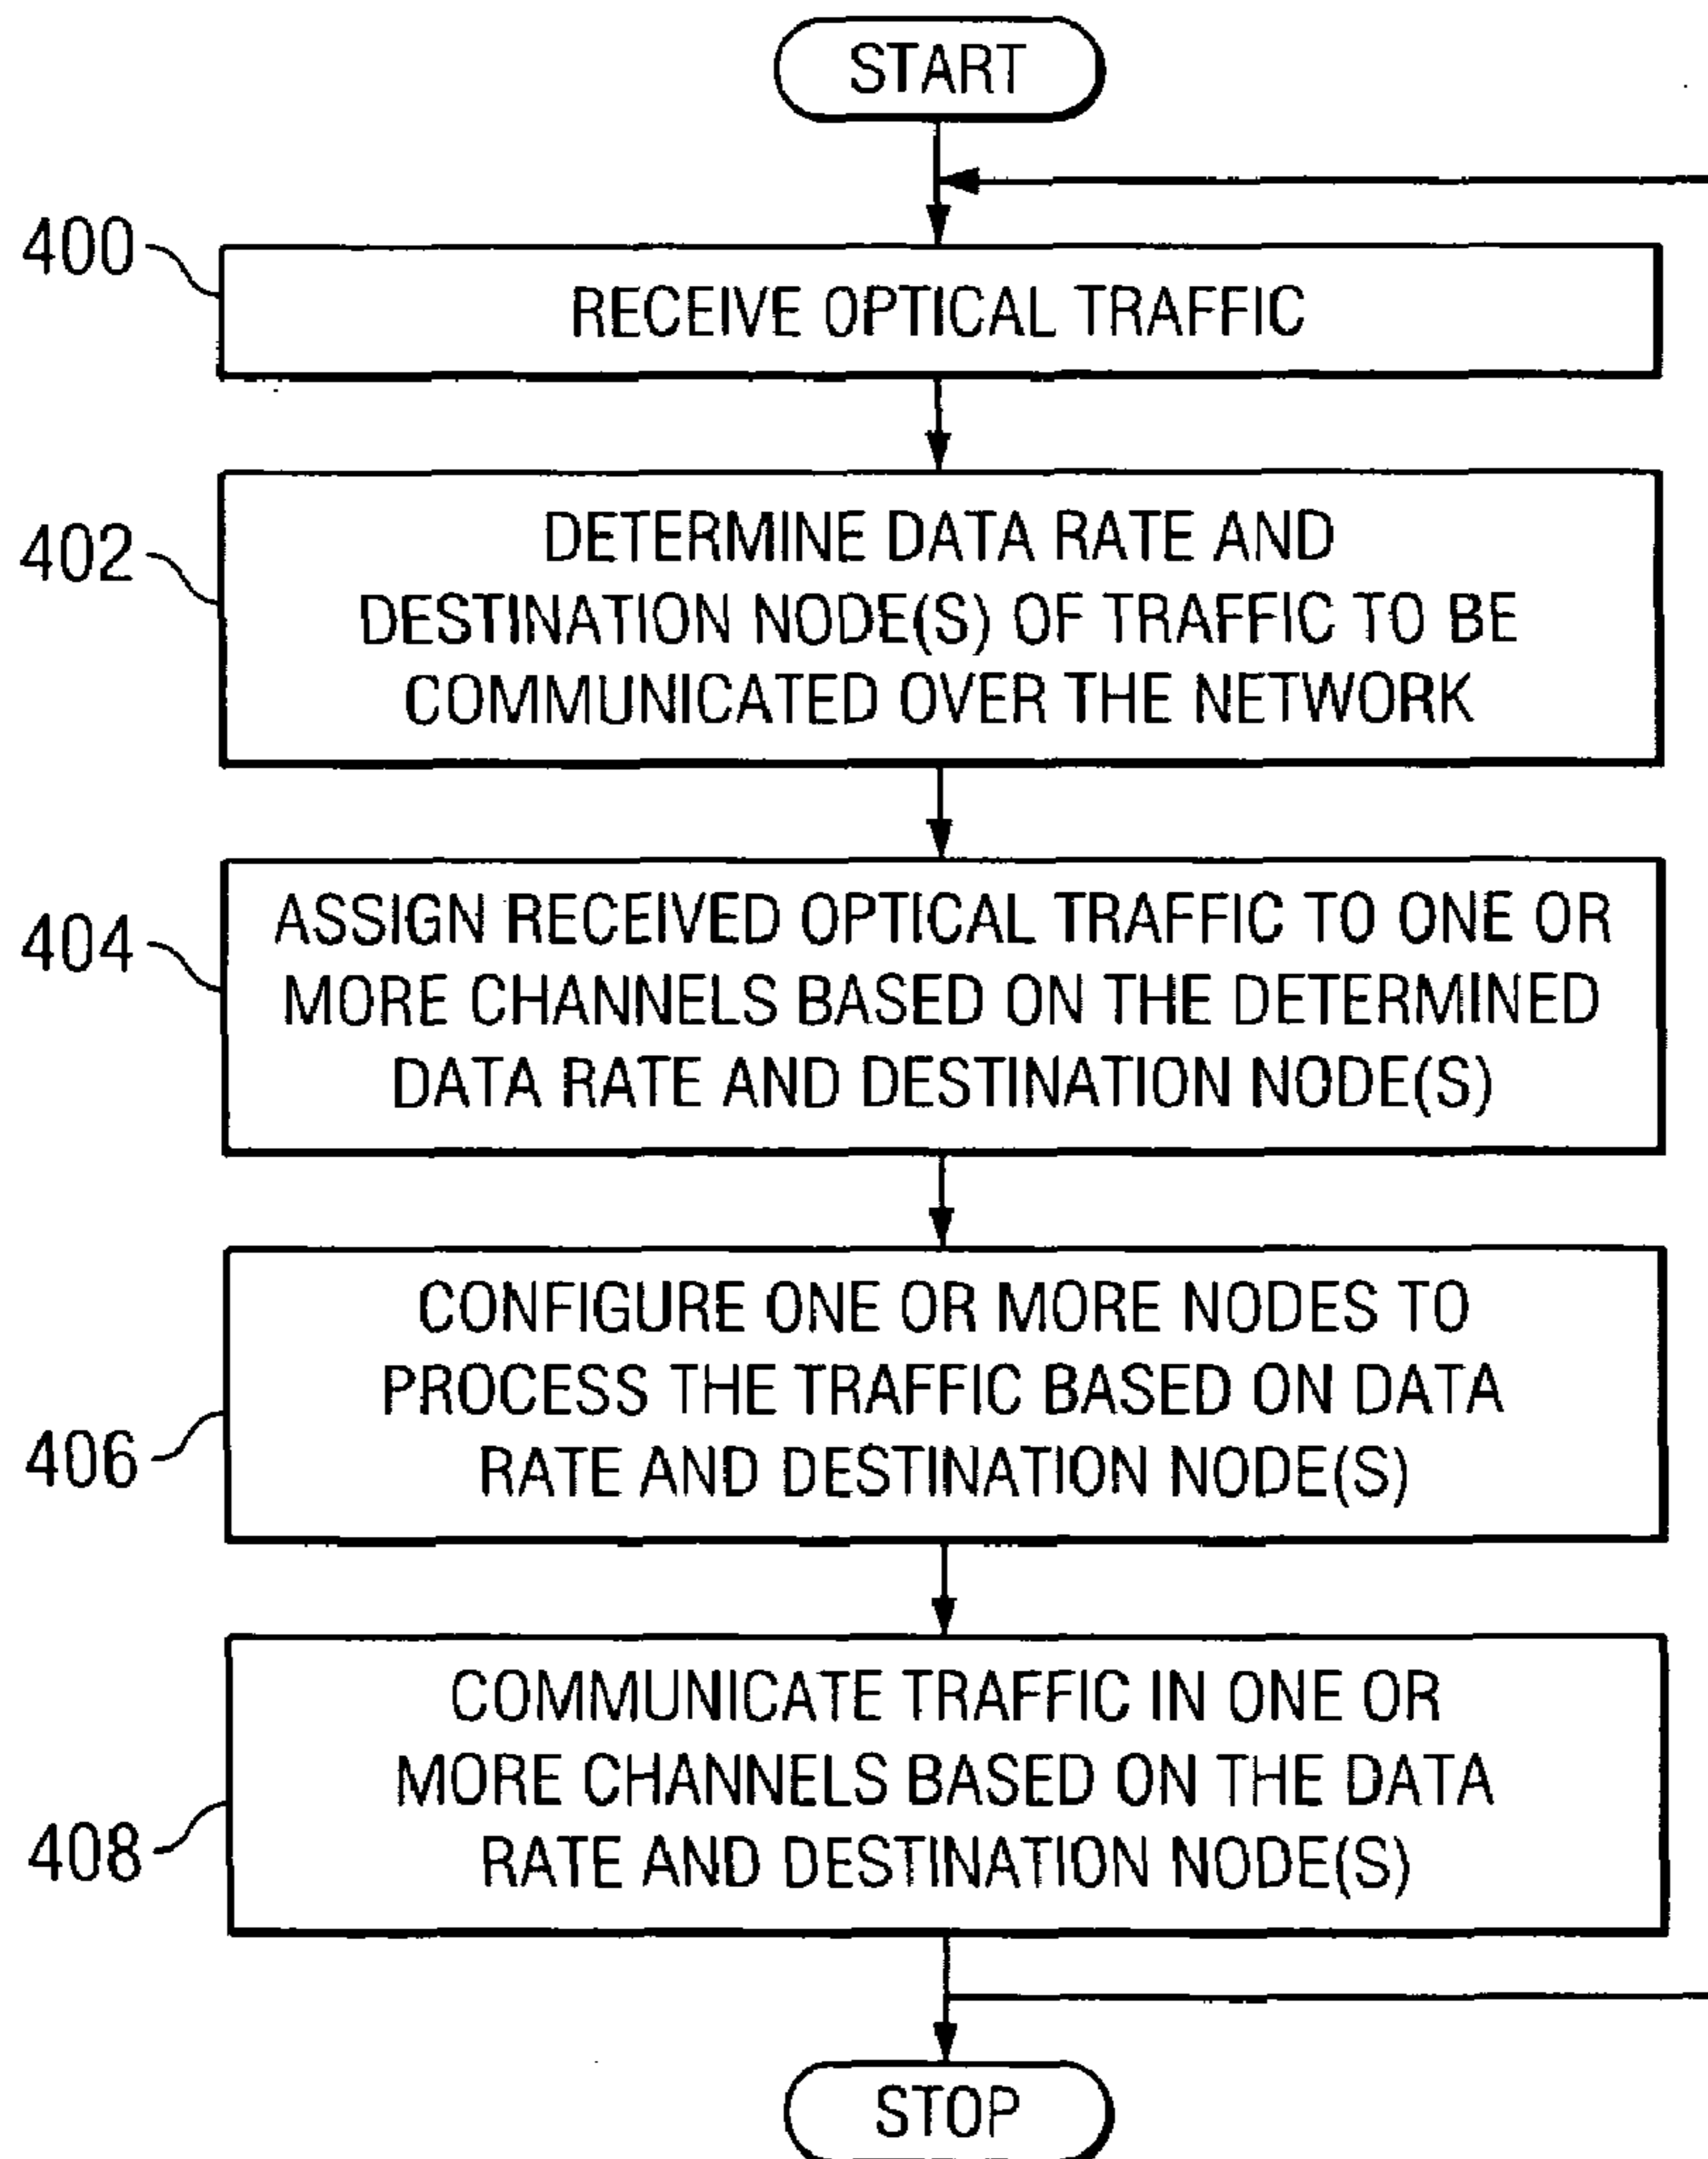 START
400
RECEIVE OPTICAL TRAFFIC
402
DETERMINE DATA RATE AND
DESTINATION NODE(S) OF TRAFFIC TO BE
COMMUNICATED OVER THE NETWORK
404
ASSIGN RECEIVED OPTICAL TRAFFIC TO ONE OR
MORE CHANNELS BASED ON THE DETERMINED
DATA RATE AND DESTINATION NODE(S)
406
CONFIGURE ONE OR MORE NODES TO
PROCESS THE TRAFFIC BASED ON DATA
RATE AND DESTINATION NODE(S)
408
COMMUNICATE TRAFFIC IN ONE OR
MORE CHANNELS BASED ON THE DATA
RATE AND DESTINATION NODE(S)
STOP